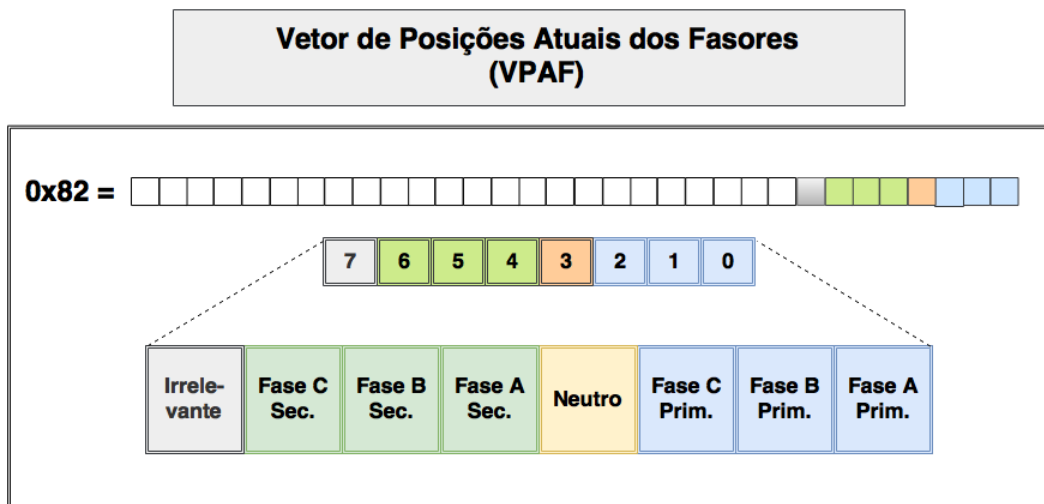 Vetor de Posições Atuais dos Fasores
(VPAF)
0x82 =
7 6 5 4 3 2 1 0
Irrele-
vante
Fase C
Sec.
Fase B
Sec.
Fase A
Sec.
Neutro
Fase C
Prim.
Fase B
Prim.
Fase A
Prim.